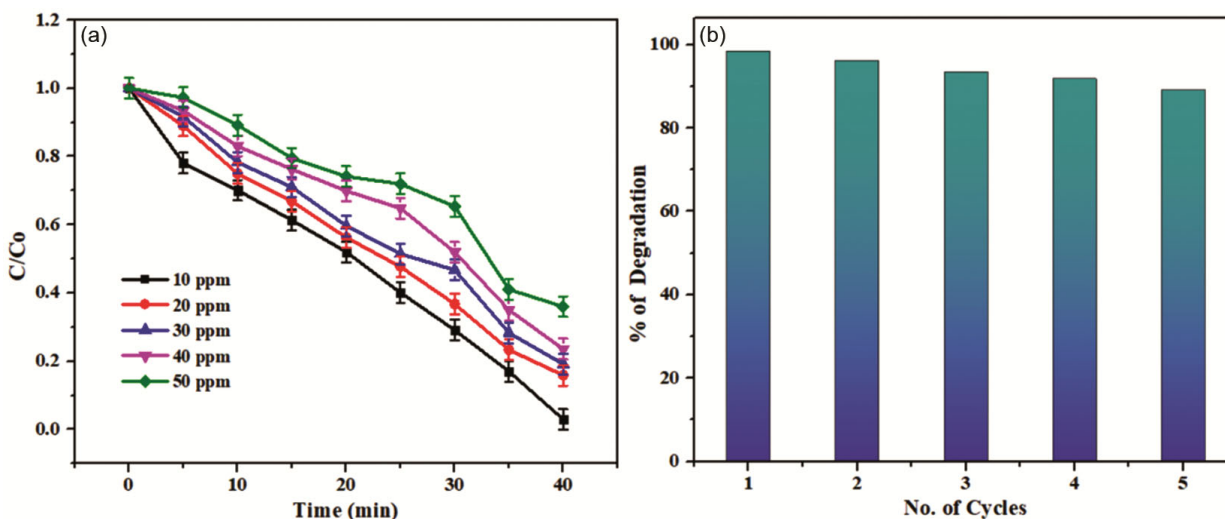 (a)
1.2
1.0
0.8
0.6
0.4
0.2
0.0
C/Co
10 ppm
20 ppm
30 ppm
40 ppm
50 ppm
0 10 20 30 40
Time (min)
(b)
100
80
60
40
20
0
% of Degradation
1 2 3 4 5
No. of Cycles